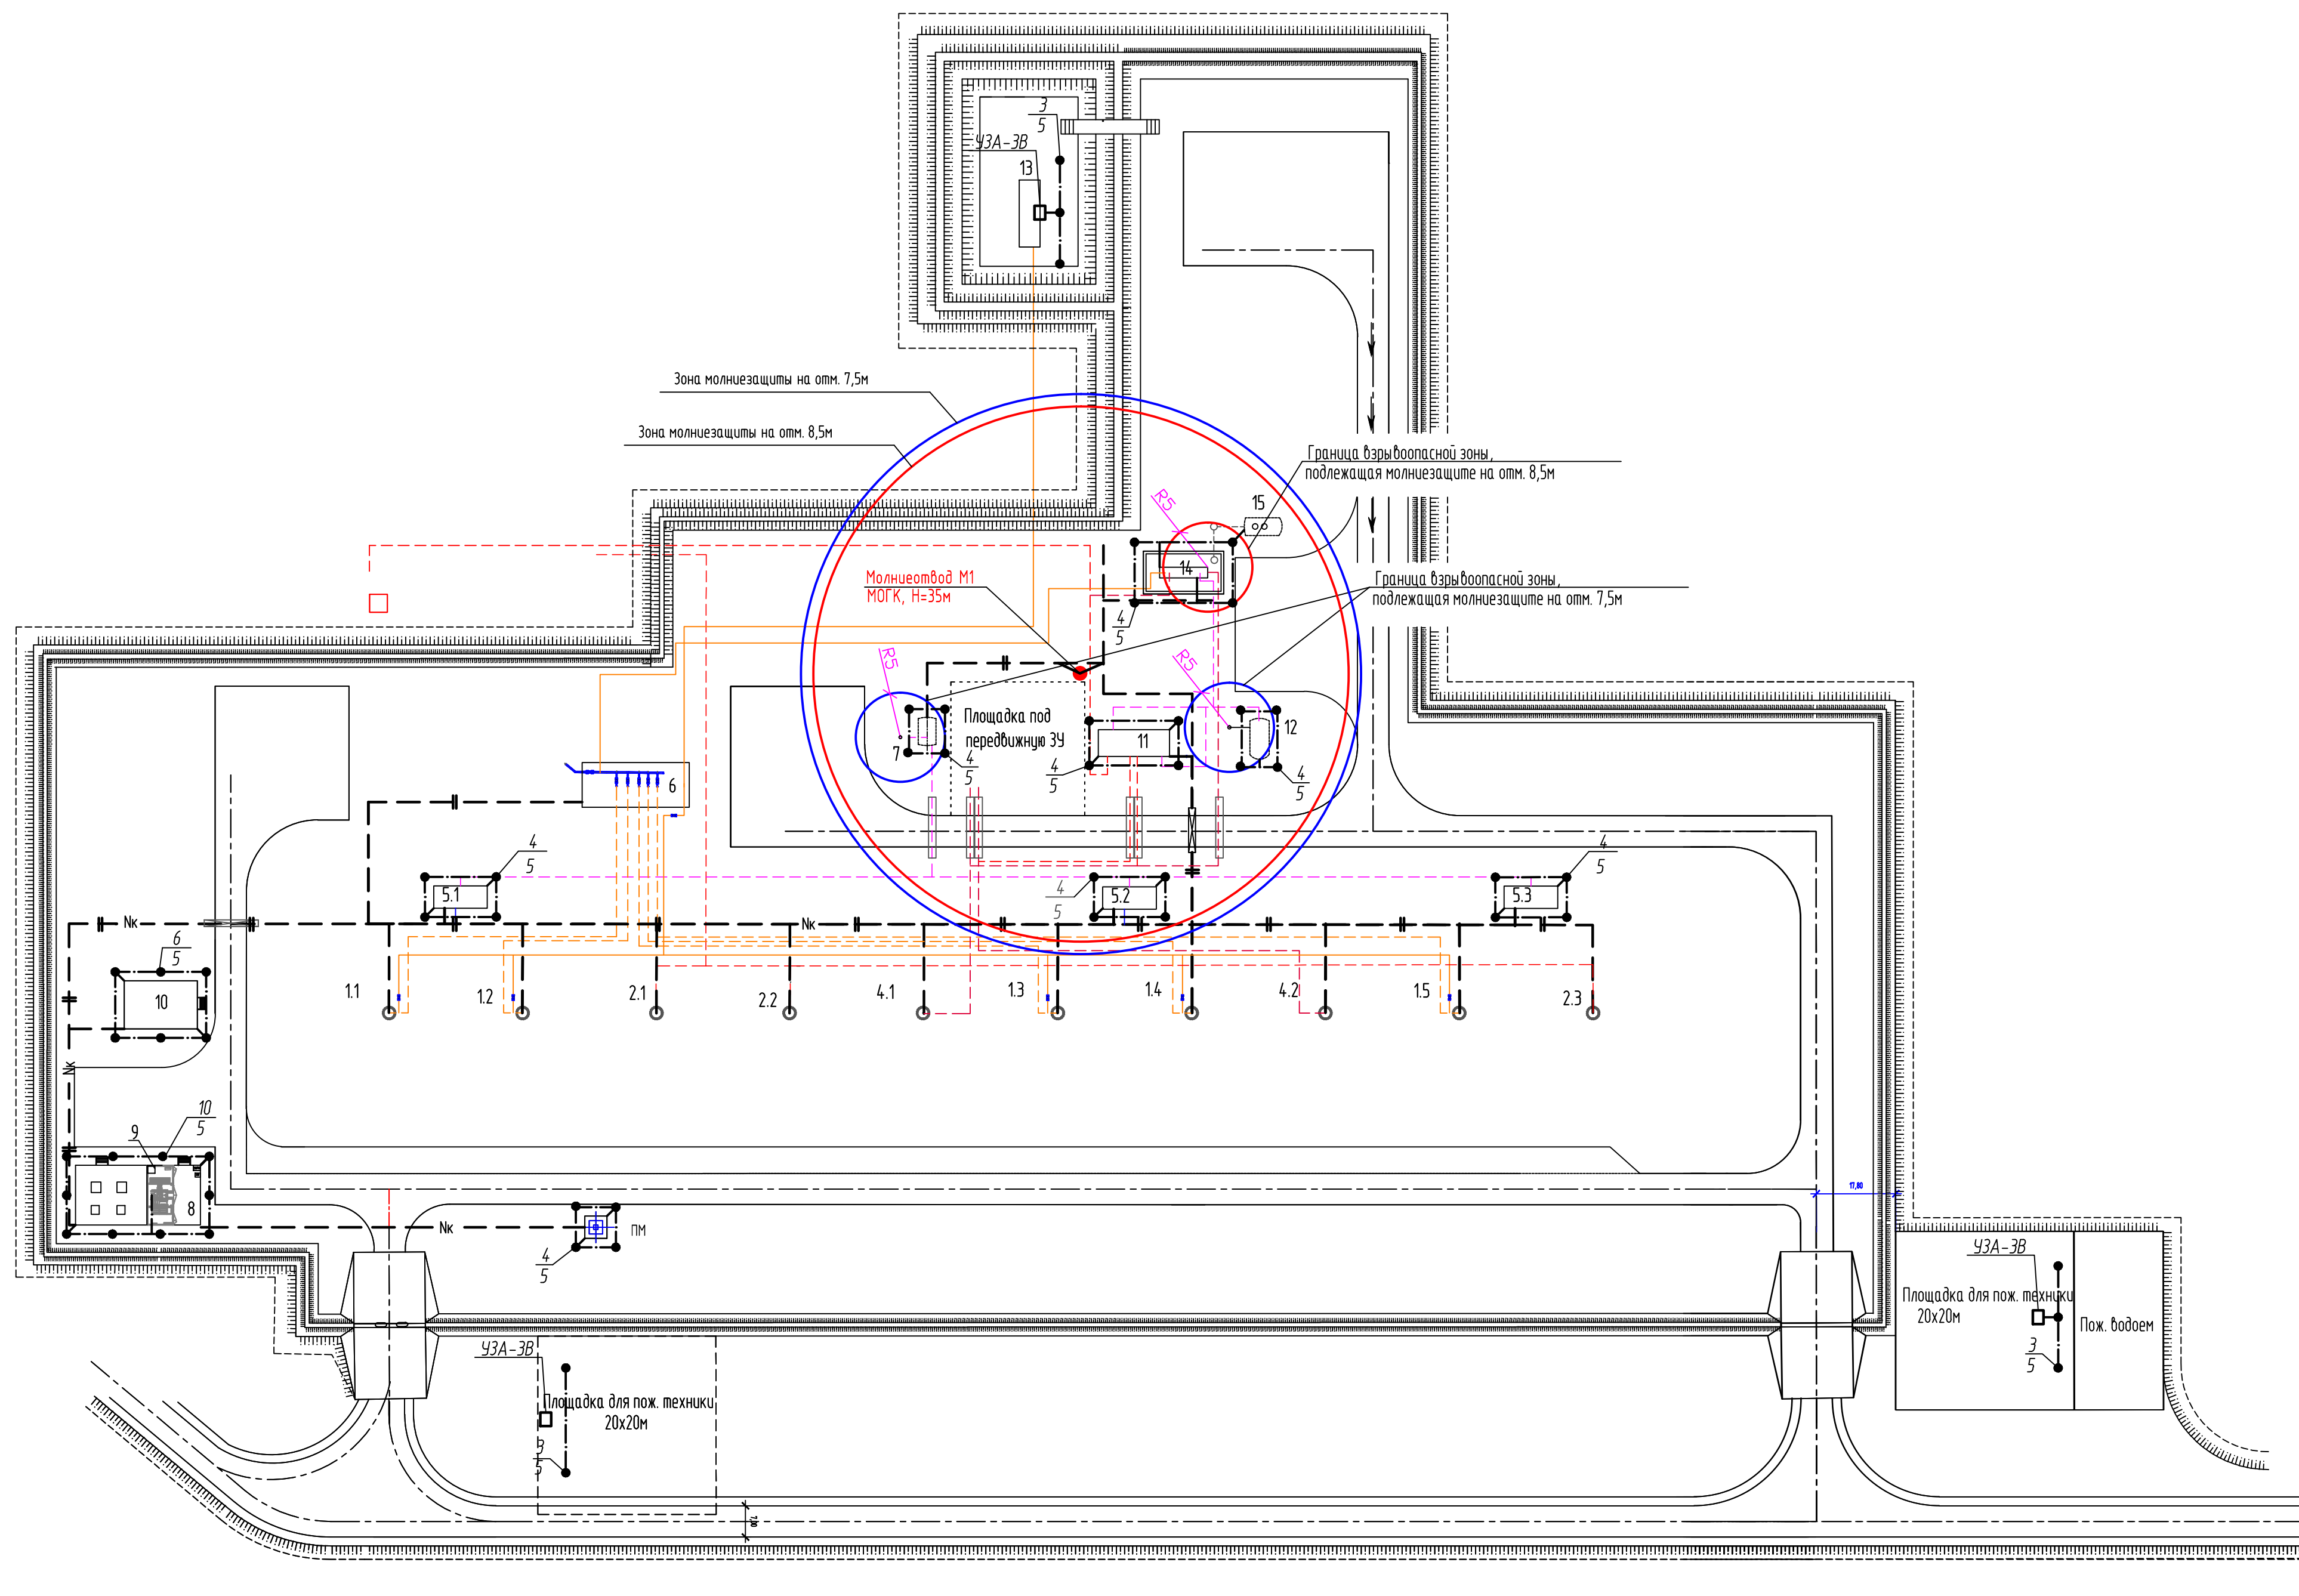 3
5
УЗА-3В
13
Зона молниезащиты на отм. 7,5м
Зона молниезащиты на отм. 8,5м
Граница взрывоопасной зоны,
подлежащая молниезащите на отм. 8,5м
R5
15
14
Молниеотвод М1
МОГК, Н=35м
Граница взрывоопасной зоны,
подлежащая молниезащите на отм. 7,5м
4
5
R5
R5
Площадка под
передвижную ЗУ
7
11
12
4
5
4
5
4
5
6
4
5
5.1
4
5
5.2
4
5
5.3
Nк
Nк
6
5
10
1.1
1.2
2.1
2.2
4.1
1.3
1.4
4.2
1.5
2.3
Nк
10
5
9
8
Nк
ПМ
4
5
17,80
УЗА-3В
Площадка для пож. техники
20х20м
Пож. водоем
3
5
УЗА-3В
Площадка для пож. техники
20х20м
3
5
7,00